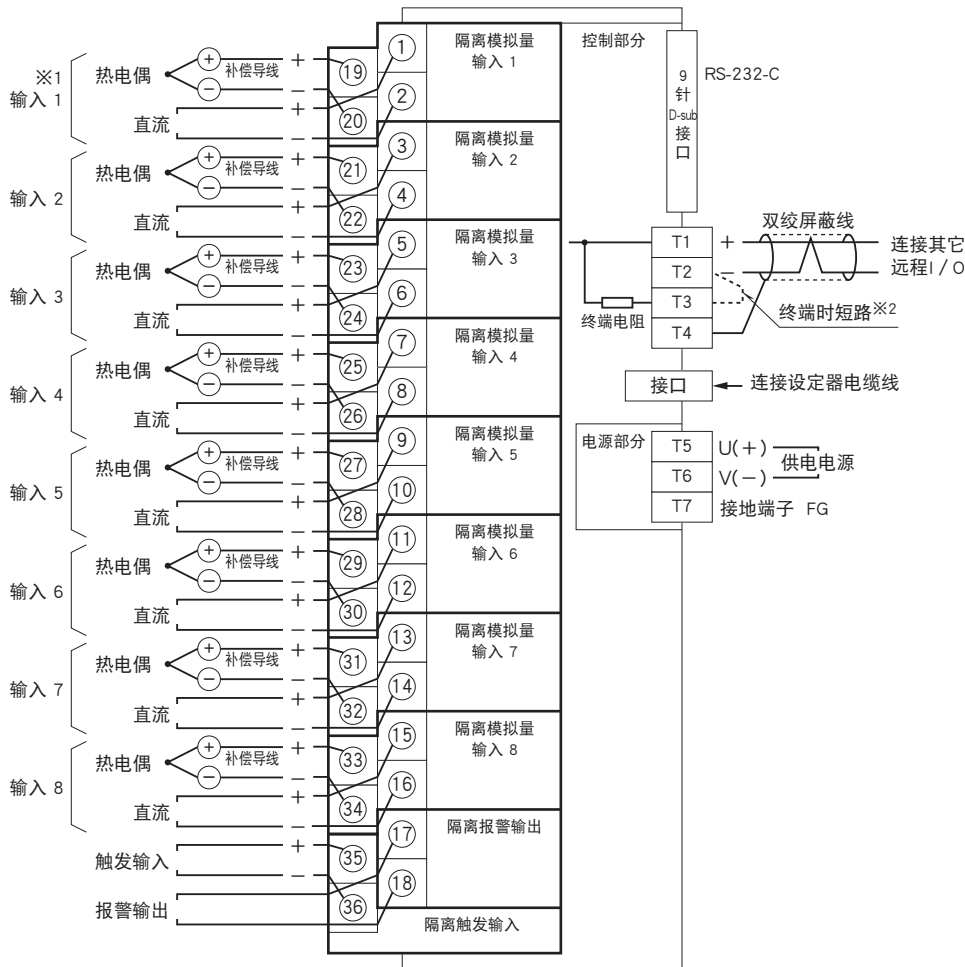 ※1
输入 1
热电偶
+
−
补偿导线
+
−
直流
+
−
19
20
1
2
隔离模拟量
输入 1
输入 2
热电偶
+
−
补偿导线
+
−
直流
+
−
21
22
3
4
隔离模拟量
输入 2
输入 3
热电偶
+
−
补偿导线
+
−
直流
+
−
23
24
5
6
隔离模拟量
输入 3
输入 4
热电偶
+
−
补偿导线
+
−
直流
+
−
25
26
7
8
隔离模拟量
输入 4
输入 5
热电偶
+
−
补偿导线
+
−
直流
+
−
27
28
9
10
隔离模拟量
输入 5
输入 6
热电偶
+
−
补偿导线
+
−
直流
+
−
29
30
11
12
隔离模拟量
输入 6
输入 7
热电偶
+
−
补偿导线
+
−
直流
+
−
31
32
13
14
隔离模拟量
输入 7
输入 8
热电偶
+
−
补偿导线
+
−
直流
+
−
33
34
15
16
隔离模拟量
输入 8
触发输入
+
−
35
36
报警输出
17
18
隔离报警输出
隔离触发输入
控制部分
9
针
D-sub
接
口
RS-232-C
T1
+
T2
−
T3
T4
双绞屏蔽线
连接其它
远程I/O
终端电阻
终端时短路※2
接口
连接设定器电缆线
电源部分
T5
U(+)
T6
V(−)
供电电源
T7
接地端子 FG